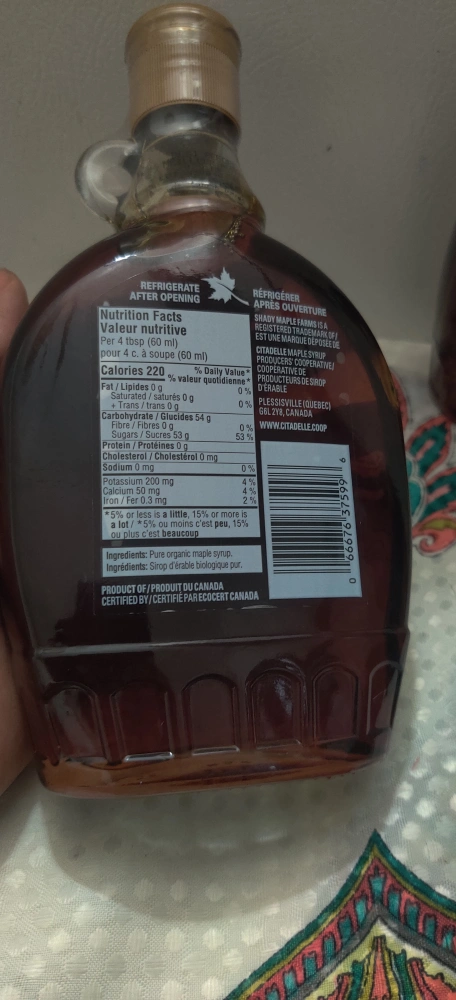 REFRIGERATE
AFTER OPENING
RÉFRIGÉRER
APRÈS OUVERTURE
Nutrition Facts
Valeur nutritive
Per 4 tbsp (60 ml)
pour 4 c. à soupe (60 ml)
Calories 220 % Daily Value*
% valeur quotidienne*
Fat / Lipides 0 g 0 %
Saturated / saturés 0 g
+ Trans / trans 0 g 0 %
Carbohydrate / Glucides 54 g
Fibre / Fibres 0 g 0 %
Sugars / Sucres 53 g 53 %
Protein / Protéines 0 g
Cholesterol / Cholestérol 0 mg
Sodium 0 mg 0 %
Potassium 200 mg 4 %
Calcium 50 mg 4 %
Iron / Fer 0.3 mg 2 %
*5% or less is a little, 15% or more is
a lot / *5% ou moins c'est peu, 15%
ou plus c'est beaucoup
Ingredients: Pure organic maple syrup.
Ingrédients: Sirop d'érable biologique pur.
PRODUCT OF / PRODUIT DU CANADA
CERTIFIED BY / CERTIFIÉ PAR ECOCERT CANADA
SHADY MAPLE FARMS IS A
REGISTERED TRADEMARK OF /
EST UNE MARQUE DÉPOSÉE DE
CITADELLE MAPLE SYRUP
PRODUCERS' COOPERATIVE /
COOPÉRATIVE DE
PRODUCTEURS DE SIROP
D'ÉRABLE
PLESSISVILLE (QUEBEC)
G6L 2Y8, CANADA
WWW.CITADELLE.COOP
0 66676 37599 6